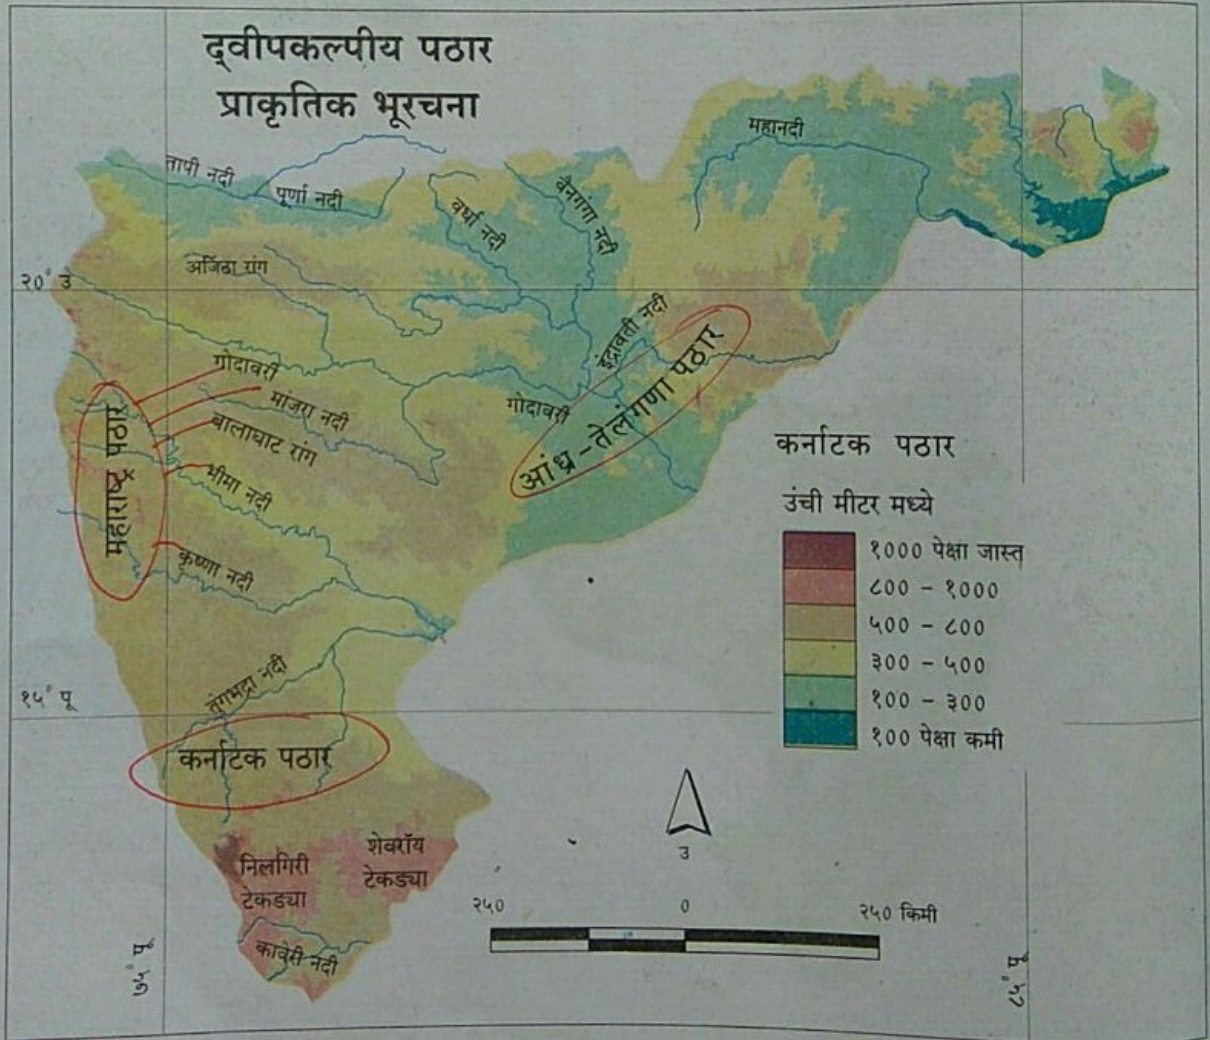 द्वीपकल्पीय पठार
प्राकृतिक भूरचना
महानदी
तापी नदी
पूर्णा नदी
वर्धा नदी
वैनगंगा नदी
अजिंठा रांग
२०° उ
इंद्रावती नदी
गोदावरी
मांजरा नदी
बालाघाट रांग
भीमा नदी
कृष्णा नदी
महाराष्ट्र पठार
गोदावरी
आंध्र-तेलंगणा पठार
कर्नाटक पठार
उंची मीटर मध्ये
१००० पेक्षा जास्त
८०० - १०००
५०० - ८००
३०० - ५००
१०० - ३००
१०० पेक्षा कमी
तुंगभद्रा नदी
१५° पू
कर्नाटक पठार
निलगिरी
टेकड्या
शेवरॉय
टेकड्या
कावेरी नदी
उ
२५० ० २५० किमी
७५° पू
८५° पू